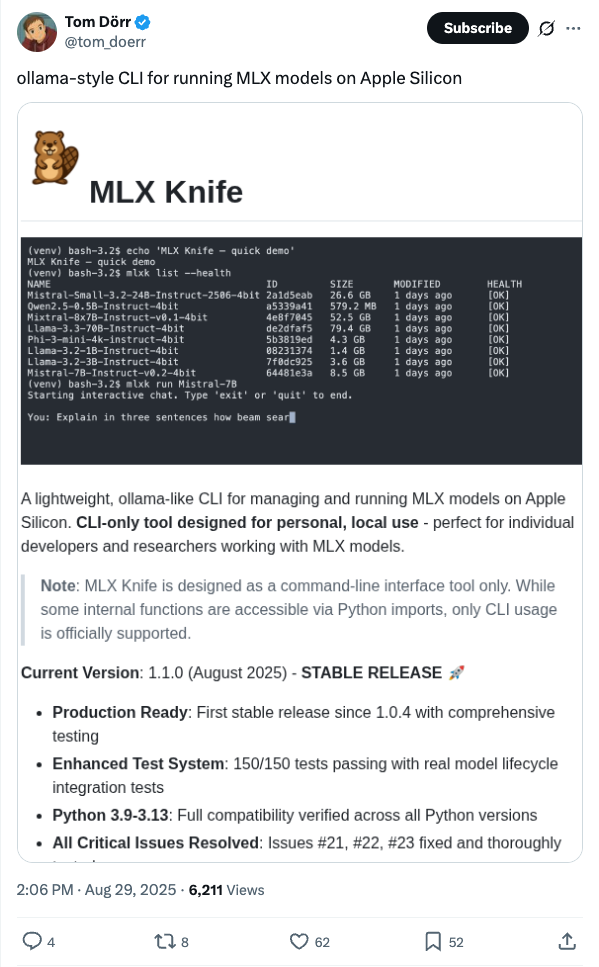 Tom Dörr
@tom_doerr
Subscribe
ollama-style CLI for running MLX models on Apple Silicon
MLX Knife
(venv) bash-3.2$ echo 'MLX Knife — quick demo'
MLX Knife — quick demo
(venv) bash-3.2$ mlxk list --health
NAME ID SIZE MODIFIED HEALTH
Mistral-Small-3.2-24B-Instruct-2506-4bit 2a1d5eab 26.6 GB 1 days ago [OK]
Qwen2.5-0.5B-Instruct-4bit a5339a41 579.2 MB 1 days ago [OK]
Mixtral-8x7B-Instruct-v0.1-4bit 4e8f7045 52.5 GB 1 days ago [OK]
Llama-3.3-70B-Instruct-4bit de2dfaf5 79.4 GB 1 days ago [OK]
Phi-3-mini-4k-instruct-4bit 5b3819ed 4.3 GB 1 days ago [OK]
Llama-3.2-1B-Instruct-4bit 08231374 1.4 GB 1 days ago [OK]
Llama-3.2-3B-Instruct-4bit 7f0dc925 3.6 GB 1 days ago [OK]
Mistral-7B-Instruct-v0.2-4bit 64481e3a 8.5 GB 1 days ago [OK]
(venv) bash-3.2$ mlxk run Mistral-7B
Starting interactive chat. Type 'exit' or 'quit' to end.
You: Explain in three sentences how beam sear
A lightweight, ollama-like CLI for managing and running MLX models on Apple
Silicon. CLI-only tool designed for personal, local use - perfect for individual
developers and researchers working with MLX models.
Note: MLX Knife is designed as a command-line interface tool only. While
some internal functions are accessible via Python imports, only CLI usage
is officially supported.
Current Version: 1.1.0 (August 2025) - STABLE RELEASE 🚀
• Production Ready: First stable release since 1.0.4 with comprehensive
testing
• Enhanced Test System: 150/150 tests passing with real model lifecycle
integration tests
• Python 3.9-3.13: Full compatibility verified across all Python versions
• All Critical Issues Resolved: Issues #21, #22, #23 fixed and thoroughly
2:06 PM · Aug 29, 2025 · 6,211 Views
4 8 62 52